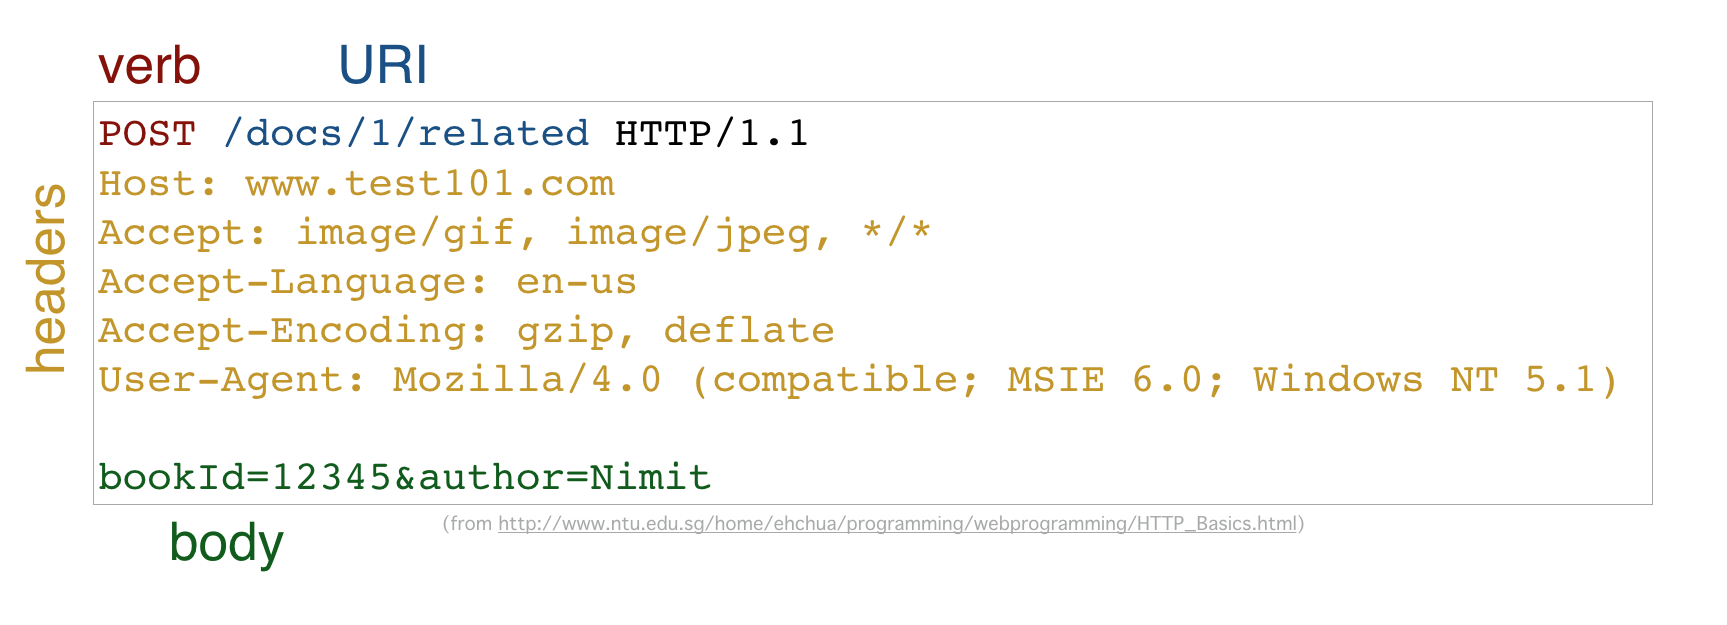 verb URI
POST /docs/1/related HTTP/1.1
Host: www.test101.com
Accept: image/gif, image/jpeg, */*
Accept-Language: en-us
Accept-Encoding: gzip, deflate
User-Agent: Mozilla/4.0 (compatible; MSIE 6.0; Windows NT 5.1)
headers
bookId=12345&author=Nimit
body
(from http://www.ntu.edu.sg/home/ehchua/programming/webprogramming/HTTP_Basics.html)